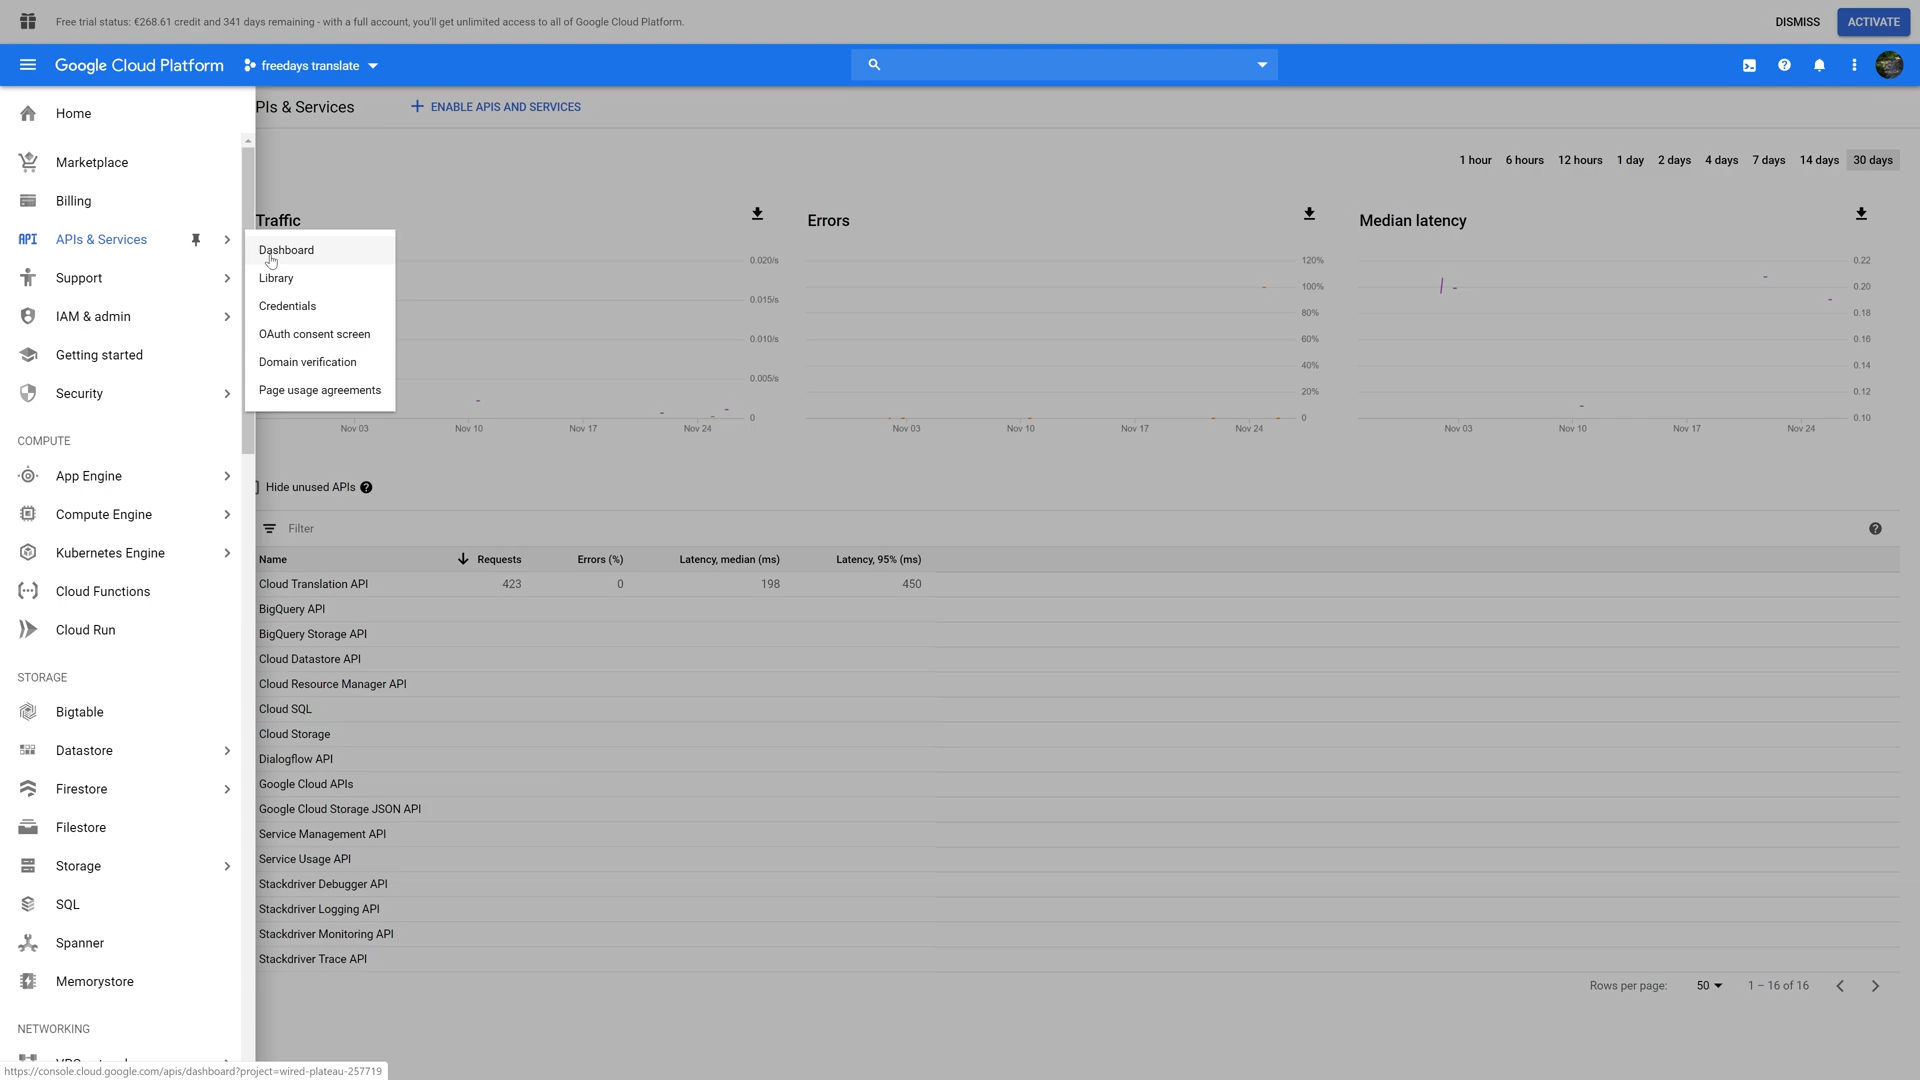 Free trial status: €268.61 credit and 341 days remaining - with a full account, you'll get unlimited access to all of Google Cloud Platform.
DISMISS
ACTIVATE
Google Cloud Platform
freedays translate
Home
Marketplace
Billing
API
APIs & Services
Support
IAM & admin
Getting started
Security
COMPUTE
App Engine
Compute Engine
Kubernetes Engine
Cloud Functions
Cloud Run
STORAGE
Bigtable
Datastore
Firestore
Filestore
Storage
SQL
Spanner
Memorystore
NETWORKING
Dashboard
Library
Credentials
OAuth consent screen
Domain verification
Page usage agreements
PIs & Services
ENABLE APIS AND SERVICES
1 hour 6 hours 12 hours 1 day 2 days 4 days 7 days 14 days 30 days
Traffic
0.020/s
0.015/s
0.010/s
0.005/s
0
Nov 03 Nov 10 Nov 17 Nov 24
Errors
120%
100%
80%
60%
40%
20%
0
Nov 03 Nov 10 Nov 17 Nov 24
Median latency
0.22
0.20
0.18
0.16
0.14
0.12
0.10
Nov 03 Nov 10 Nov 17 Nov 24
Hide unused APIs
Filter
Name Requests Errors (%) Latency, median (ms) Latency, 95% (ms)
Cloud Translation API 423 0 198 450
BigQuery API
BigQuery Storage API
Cloud Datastore API
Cloud Resource Manager API
Cloud SQL
Cloud Storage
Dialogflow API
Google Cloud APIs
Google Cloud Storage JSON API
Service Management API
Service Usage API
Stackdriver Debugger API
Stackdriver Logging API
Stackdriver Monitoring API
Stackdriver Trace API
Rows per page: 50 1 – 16 of 16
https://console.cloud.google.com/apis/dashboard?project=wired-plateau-257719